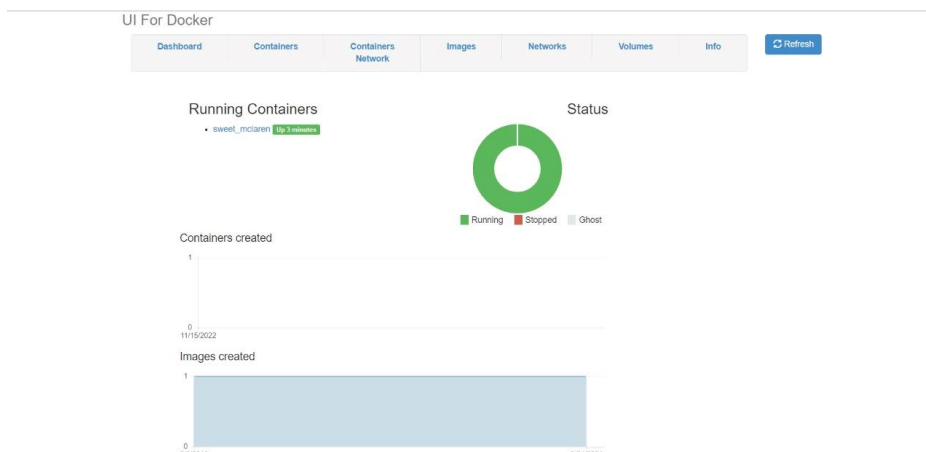 UI For Docker
Dashboard Containers Containers Network Images Networks Volumes Info Refresh
Running Containers
sweet_mclaren Up 3 minutes
Status
Running Stopped Ghost
Containers created
1
0
11/15/2022
Images created
1
0